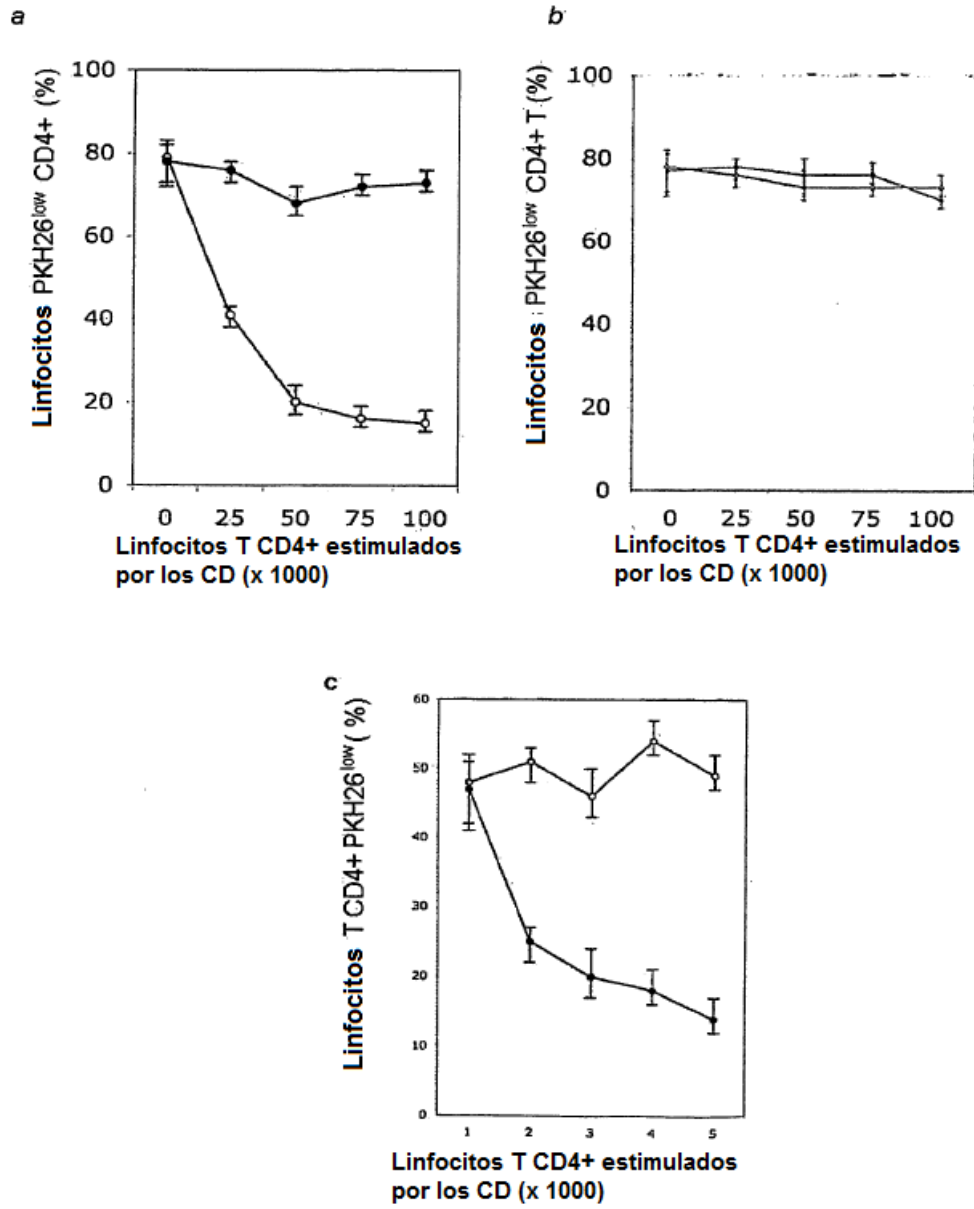 a
Linfocitos PKH26low CD4+ (%)
100
80
60
40
20
0
0 25 50 75 100
Linfocitos T CD4+ estimulados
por los CD (x 1000)
b
Linfocitos PKH26low CD4+ T (%)
100
80
60
40
20
0
0 25 50 75 100
Linfocitos T CD4+ estimulados
por los CD (x 1000)
c
Linfocitos T CD4+ PKH26low (%)
60
50
40
30
20
10
0
1 2 3 4 5
Linfocitos T CD4+ estimulados
por los CD (x 1000)